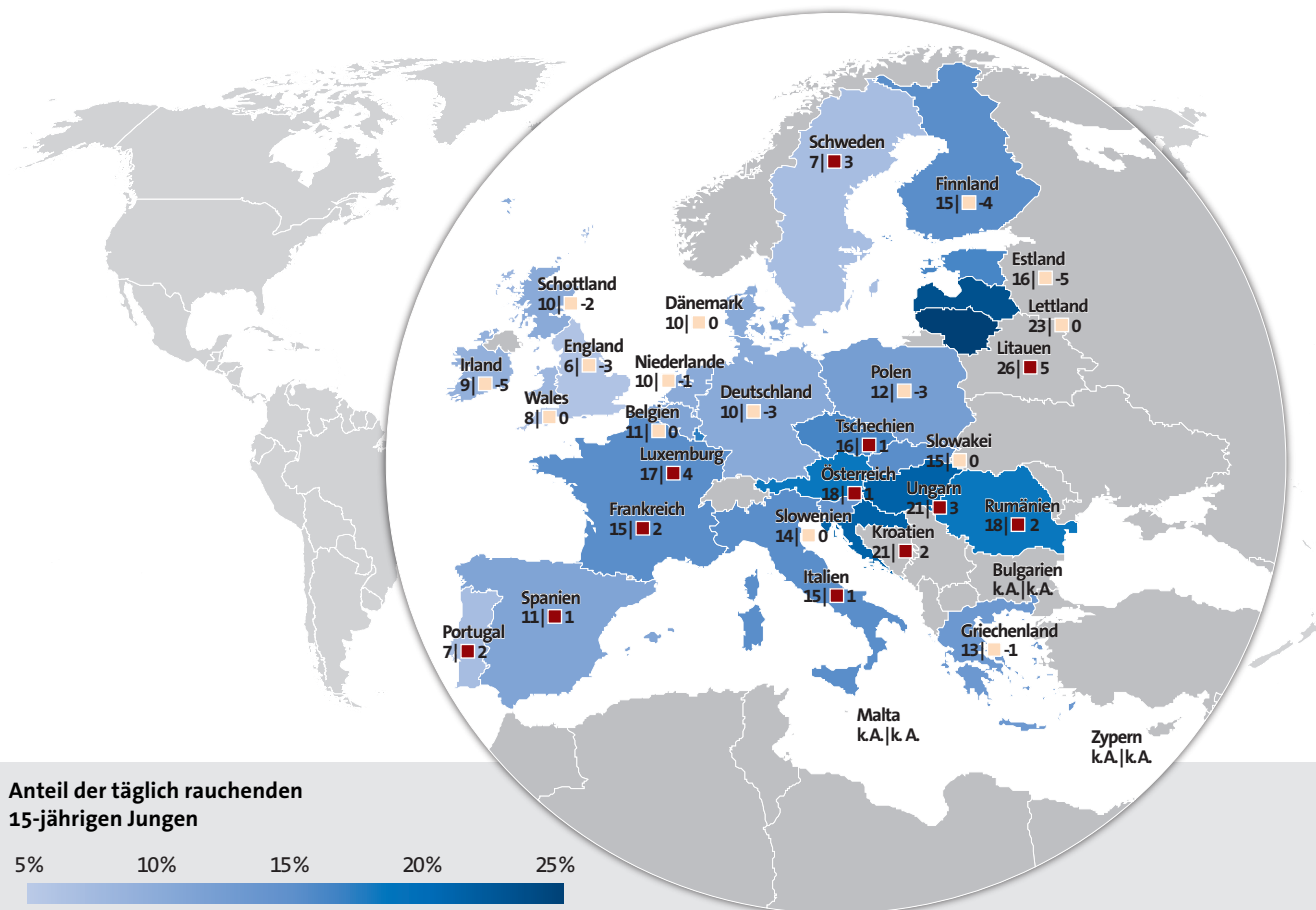 Schweden
7| 3
Finnland
15| -4
Estland
16| -5
Schottland
10| -2
Dänemark
10| 0
Lettland
23| 0
England
6| -3
Litauen
26| 5
Irland
9| -5
Niederlande
10| -1
Polen
12| -3
Deutschland
10| -3
Wales
8| 0
Belgien
11| 0
Tschechien
16| 1
Slowakei
15| 0
Luxemburg
17| 4
Österreich
18| 1
Ungarn
21| 3
Rumänien
18| 2
Frankreich
15| 2
Slowenien
14| 0
Kroatien
21| 2
Bulgarien
k.A.|k.A.
Italien
15| 1
Spanien
11| 1
Portugal
7| 2
Griechenland
13| -1
Malta
k.A.|k. A.
Zypern
k.A.|k.A.
Anteil der täglich rauchenden
15-jährigen Jungen
5% 10% 15% 20% 25%